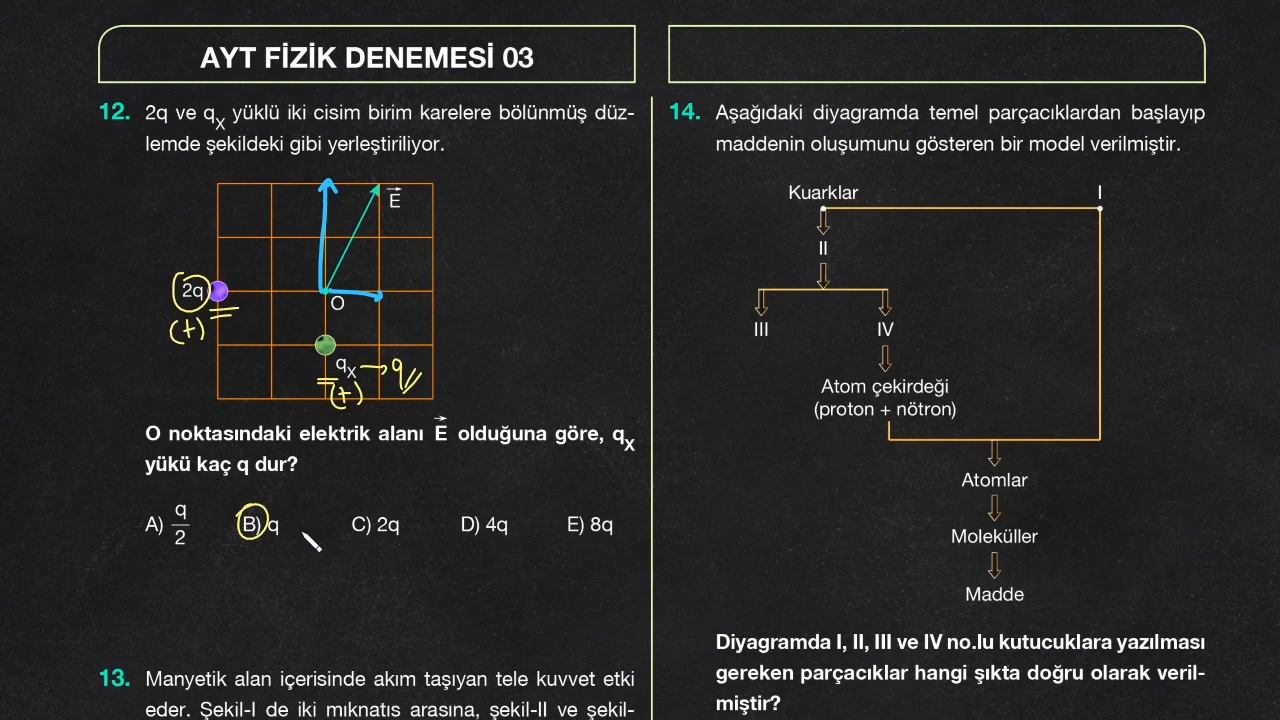 AYT FİZİK DENEMESİ 03
12. 2q ve qX yüklü iki cisim birim karelere bölünmüş düz-
lemde şekildeki gibi yerleştiriliyor.
E
2q
O
(+)
qX → q
(+)
O noktasındaki elektrik alanı E olduğuna göre, qX
yükü kaç q dur?
A) q/2 B) q C) 2q D) 4q E) 8q
13. Manyetik alan içerisinde akım taşıyan tele kuvvet etki
eder. Şekil-I de iki mıknatıs arasına, şekil-II ve şekil-
14. Aşağıdaki diyagramda temel parçacıklardan başlayıp
maddenin oluşumunu gösteren bir model verilmiştir.
Kuarklar I
II
III IV
Atom çekirdeği
(proton + nötron)
Atomlar
Moleküller
Madde
Diyagramda I, II, III ve IV no.lu kutucuklara yazılması
gereken parçacıklar hangi şıkta doğru olarak veril-
miştir?